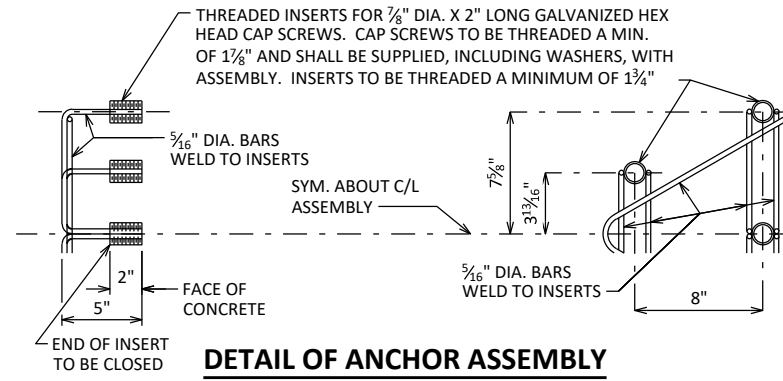 THREADED INSERTS FOR ⅞" DIA. X 2" LONG GALVANIZED HEX
HEAD CAP SCREWS. CAP SCREWS TO BE THREADED A MIN.
OF 1⅞" AND SHALL BE SUPPLIED, INCLUDING WASHERS, WITH
ASSEMBLY. INSERTS TO BE THREADED A MINIMUM OF 1¾"
5⁄16" DIA. BARS
WELD TO INSERTS
SYM. ABOUT C/L
ASSEMBLY
7⅝"
3 13⁄16"
5⁄16" DIA. BARS
WELD TO INSERTS
8"
2"
5"
FACE OF
CONCRETE
END OF INSERT
TO BE CLOSED
DETAIL OF ANCHOR ASSEMBLY